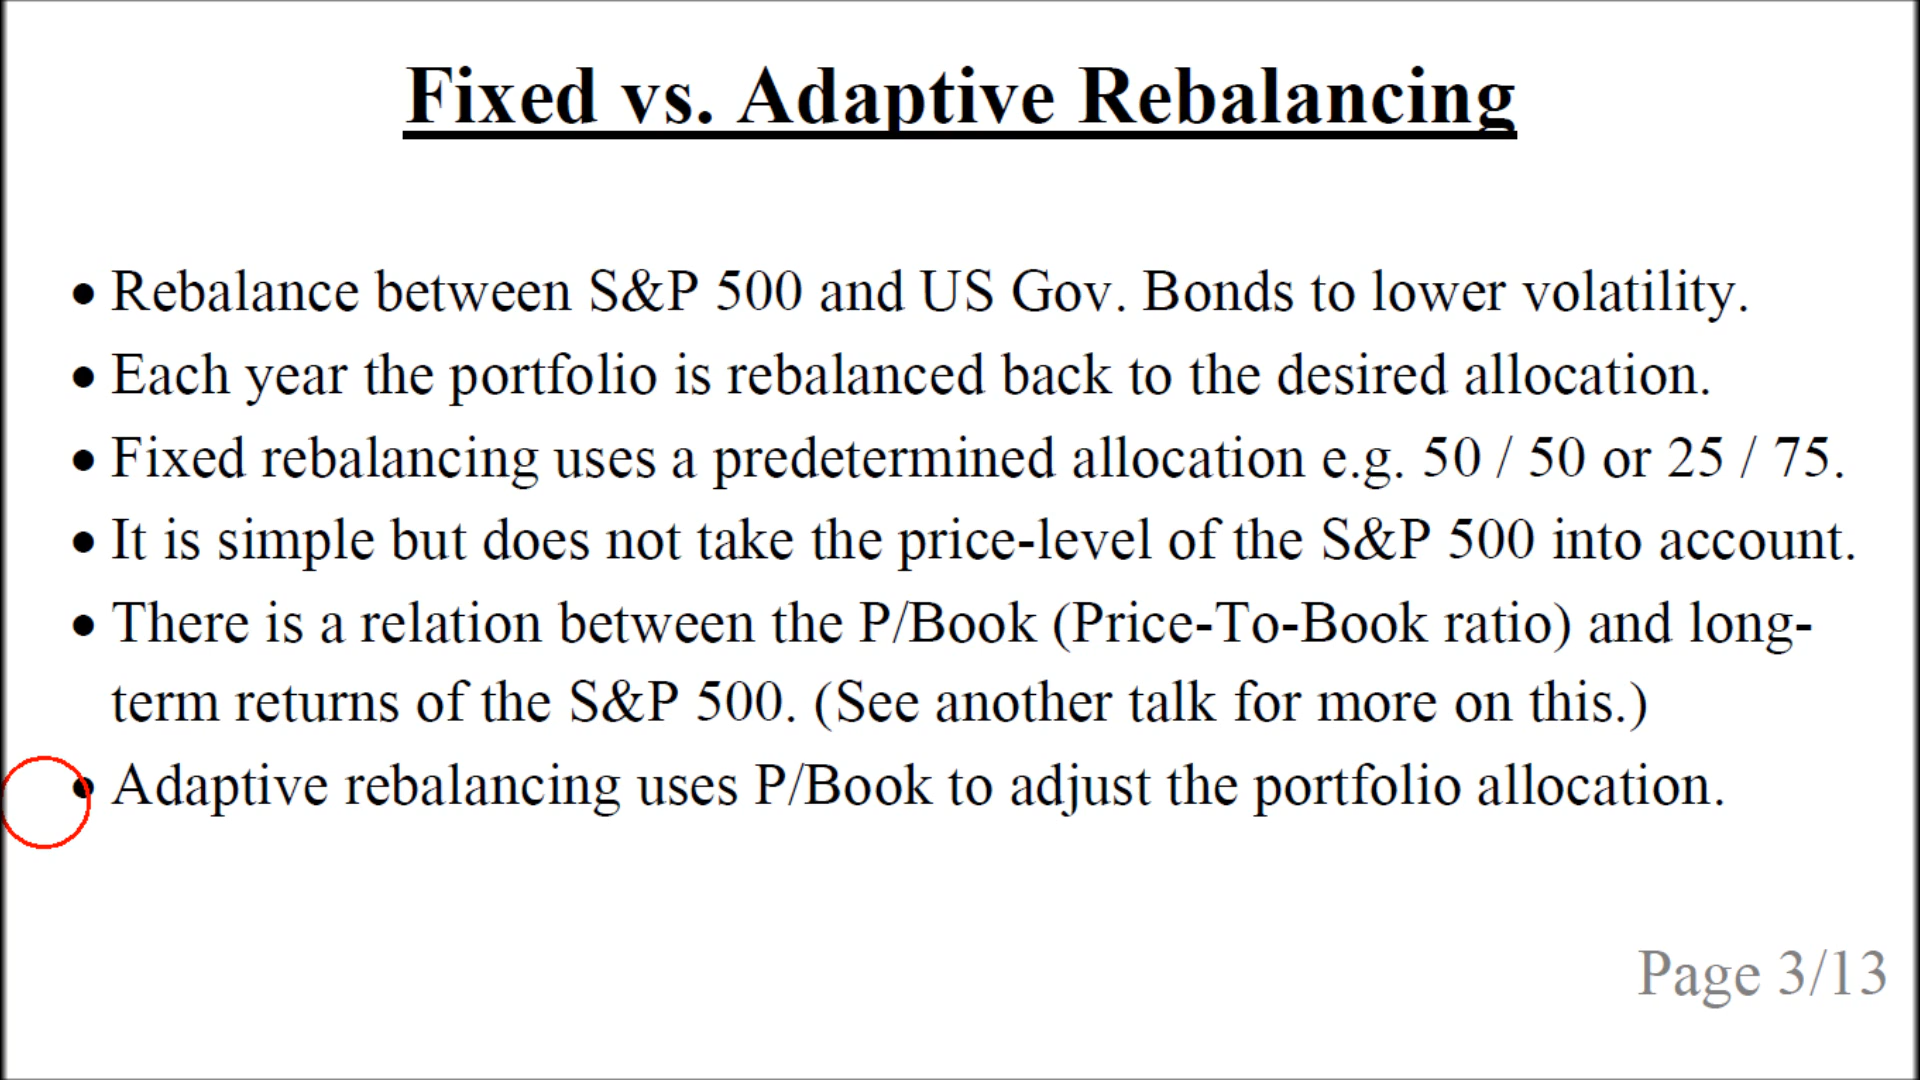 Fixed vs. Adaptive Rebalancing
• Rebalance between S&P 500 and US Gov. Bonds to lower volatility.
• Each year the portfolio is rebalanced back to the desired allocation.
• Fixed rebalancing uses a predetermined allocation e.g. 50 / 50 or 25 / 75.
• It is simple but does not take the price-level of the S&P 500 into account.
• There is a relation between the P/Book (Price-To-Book ratio) and long-
term returns of the S&P 500. (See another talk for more on this.)
• Adaptive rebalancing uses P/Book to adjust the portfolio allocation.
Page 3/13